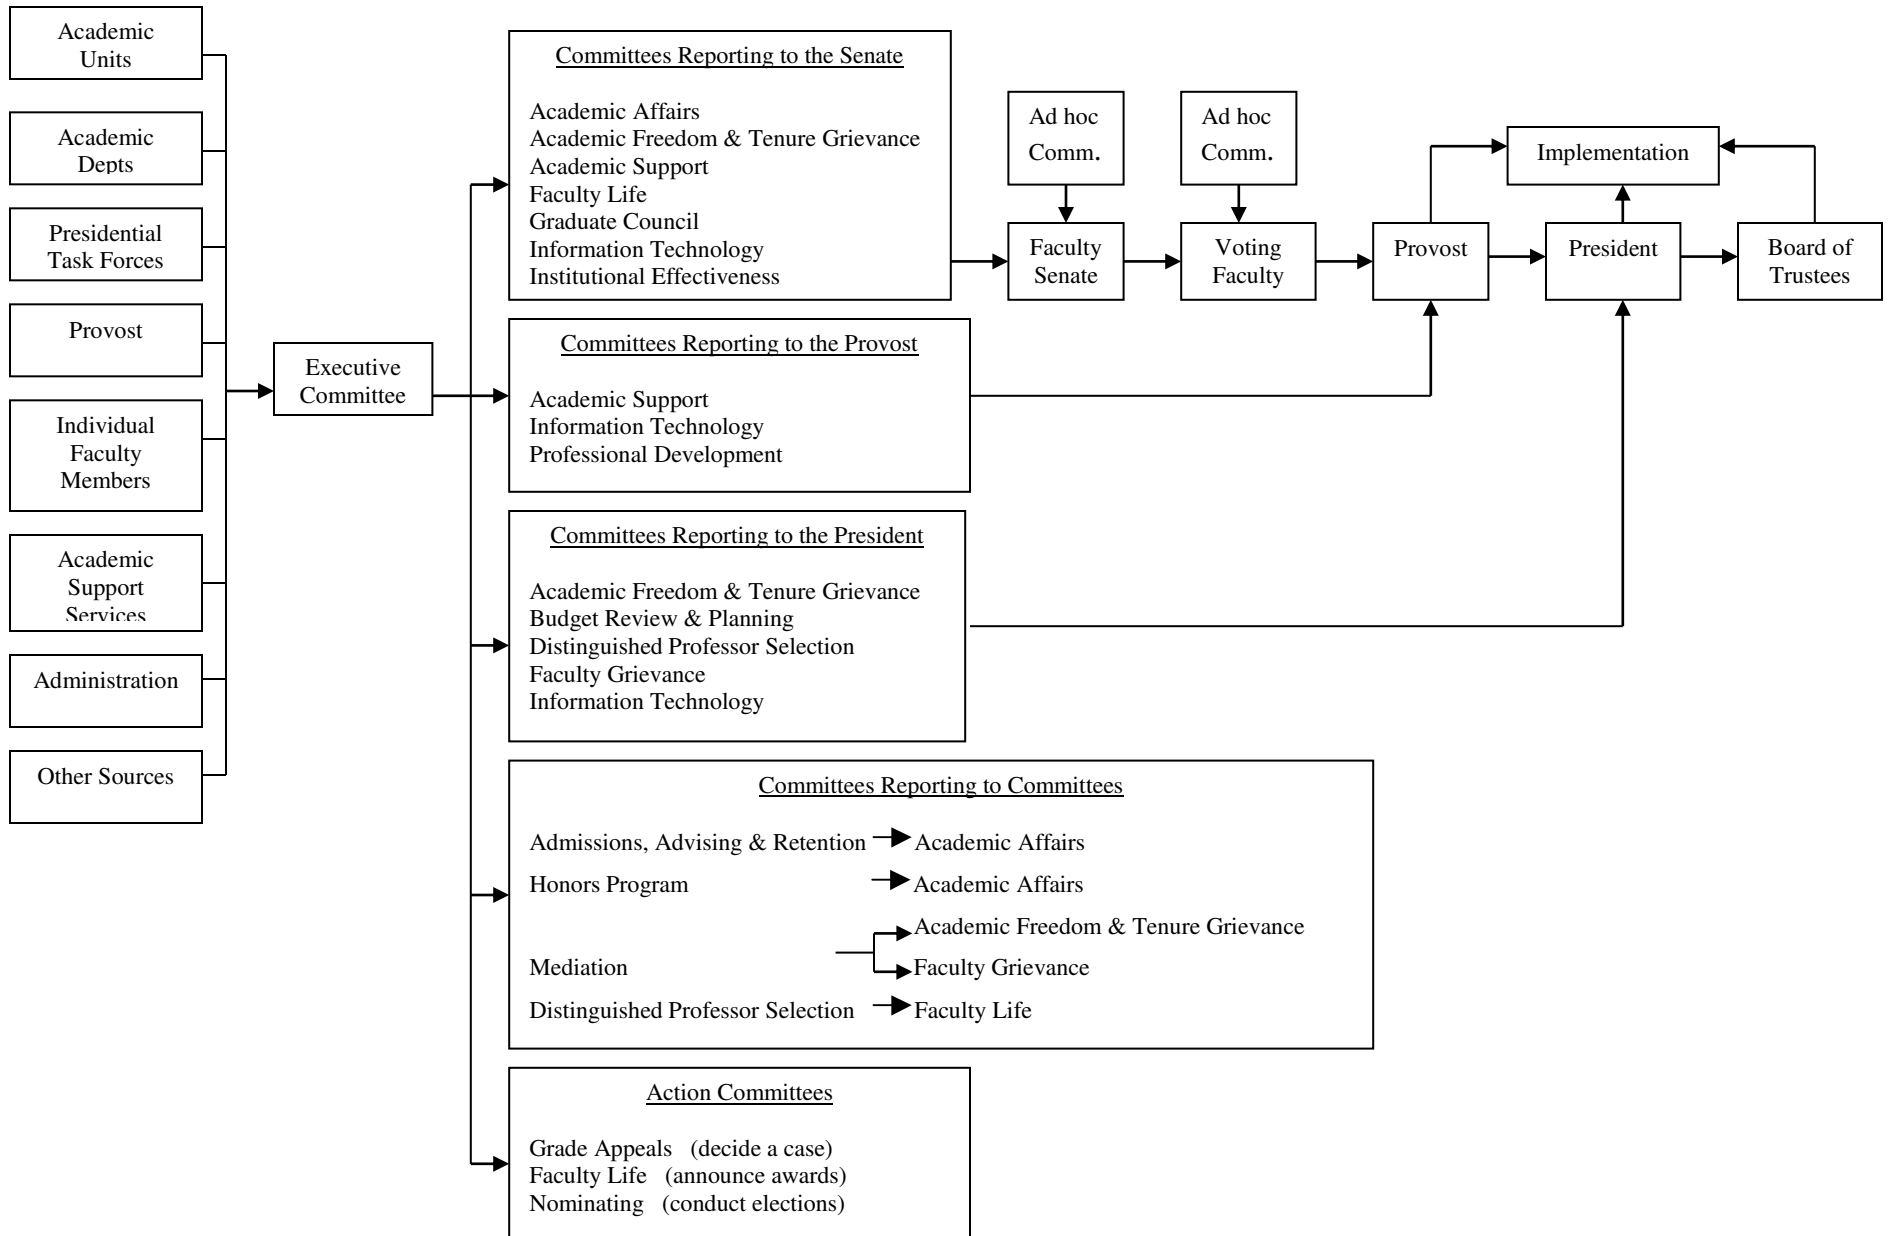 Academic
Units
Academic
Depts
Presidential
Task Forces
Provost
Individual
Faculty
Members
Academic
Support
Services
Administration
Other Sources
Executive
Committee
Committees Reporting to the Senate
Academic Affairs
Academic Freedom & Tenure Grievance
Academic Support
Faculty Life
Graduate Council
Information Technology
Institutional Effectiveness
Committees Reporting to the Provost
Academic Support
Information Technology
Professional Development
Committees Reporting to the President
Academic Freedom & Tenure Grievance
Budget Review & Planning
Distinguished Professor Selection
Faculty Grievance
Information Technology
Committees Reporting to Committees
Admissions, Advising & Retention Academic Affairs
Honors Program Academic Affairs
Academic Freedom & Tenure Grievance
Mediation Faculty Grievance
Distinguished Professor Selection Faculty Life
Action Committees
Grade Appeals (decide a case)
Faculty Life (announce awards)
Nominating (conduct elections)
Ad hoc
Comm.
Ad hoc
Comm.
Faculty
Senate
Voting
Faculty
Provost
President
Board of
Trustees
Implementation